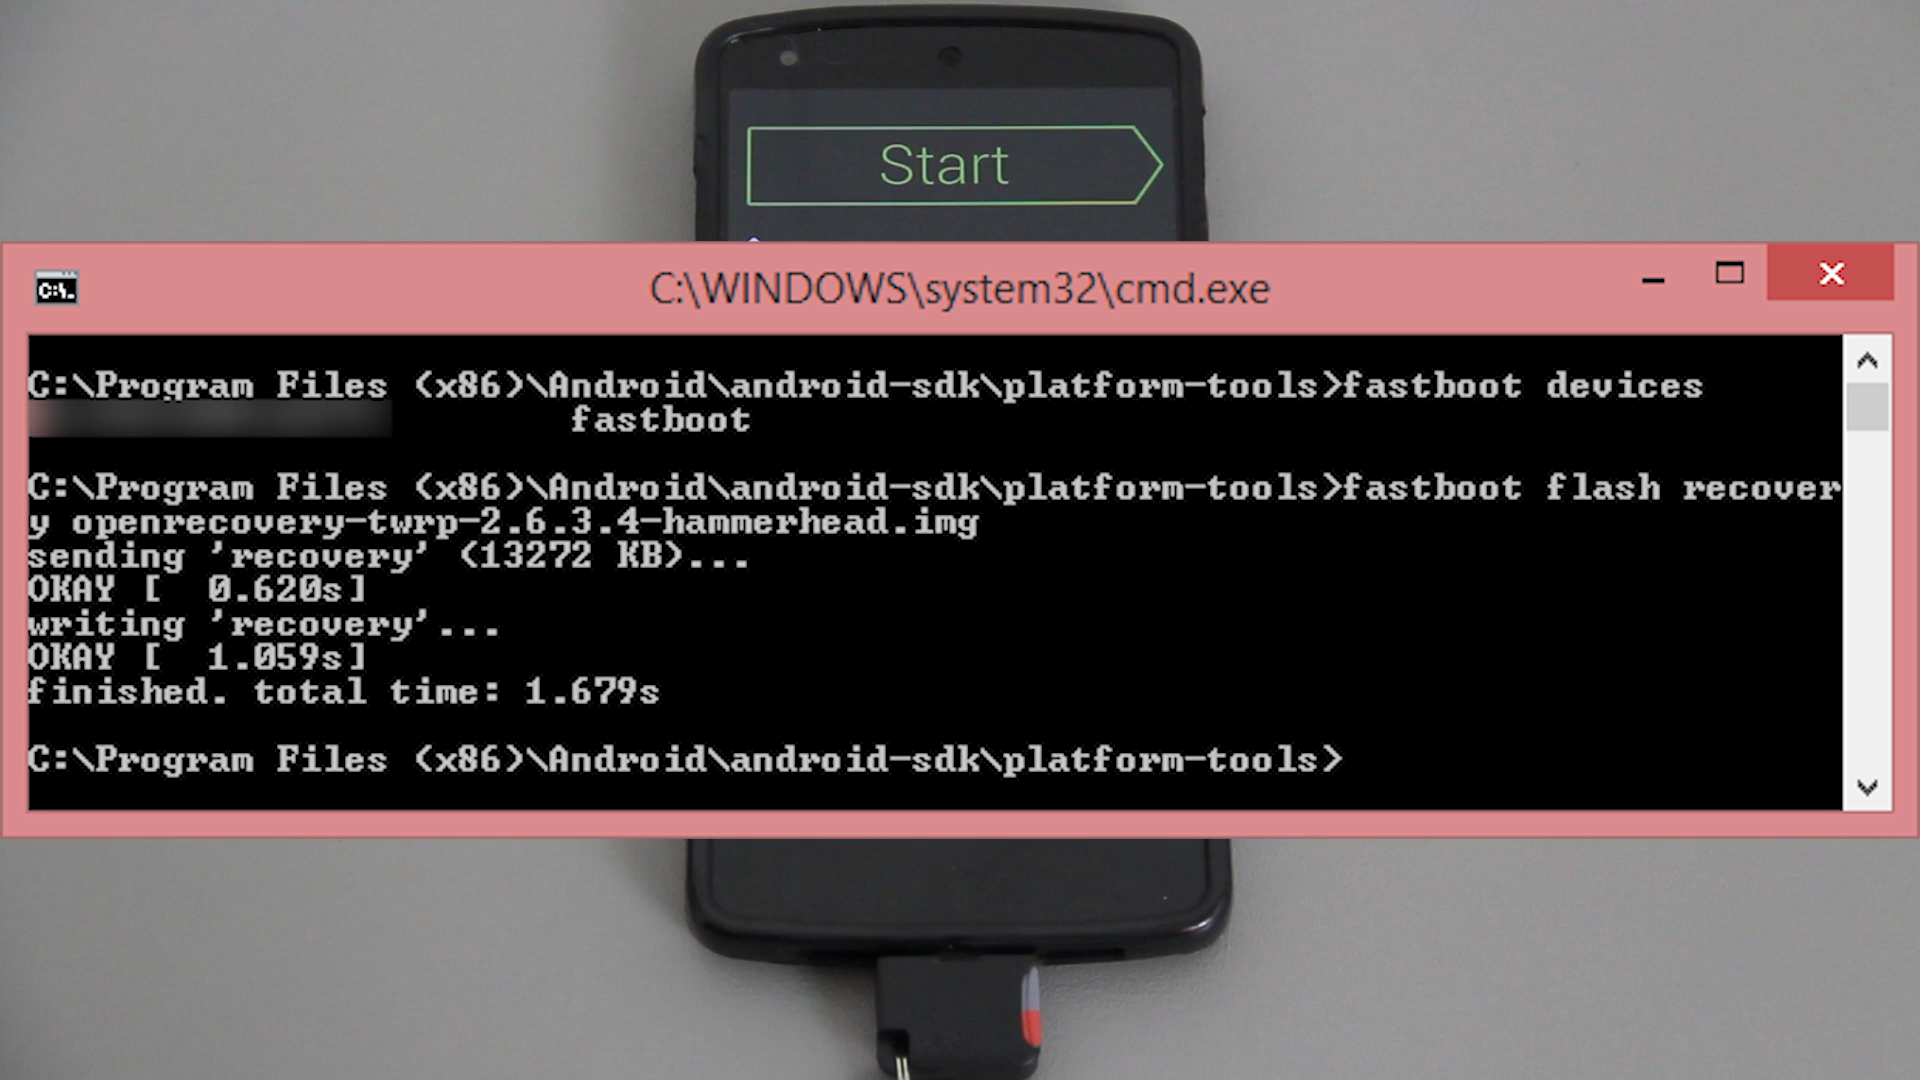 Start
C:\WINDOWS\system32\cmd.exe
C:\.
C:\Program Files (x86)\Android\android-sdk\platform-tools>fastboot devices
fastboot
C:\Program Files (x86)\Android\android-sdk\platform-tools>fastboot flash recover
y openrecovery-twrp-2.6.3.4-hammerhead.img
sending 'recovery' (13272 KB)...
OKAY [  0.620s]
writing 'recovery'...
OKAY [  1.059s]
finished. total time: 1.679s
C:\Program Files (x86)\Android\android-sdk\platform-tools>